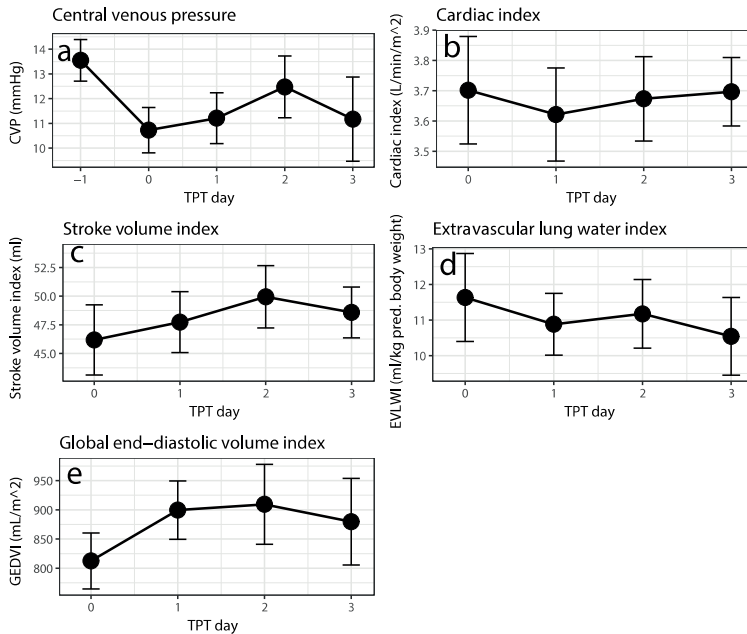 Central venous pressure
a
CVP (mmHg)
14
13
12
11
10
−1
0
1
2
3
TPT day
Cardiac index
b
Cardiac index (L/min/m^2)
3.9
3.8
3.7
3.6
3.5
0
1
2
3
TPT day
Stroke volume index
c
Stroke volume index (ml)
52.5
50.0
47.5
45.0
0
1
2
3
TPT day
Extravascular lung water index
d
EVLWI (ml/kg pred. body weight)
13
12
11
10
0
1
2
3
TPT day
Global end−diastolic volume index
e
GEDVI (mL/m^2)
950
900
850
800
0
1
2
3
TPT day